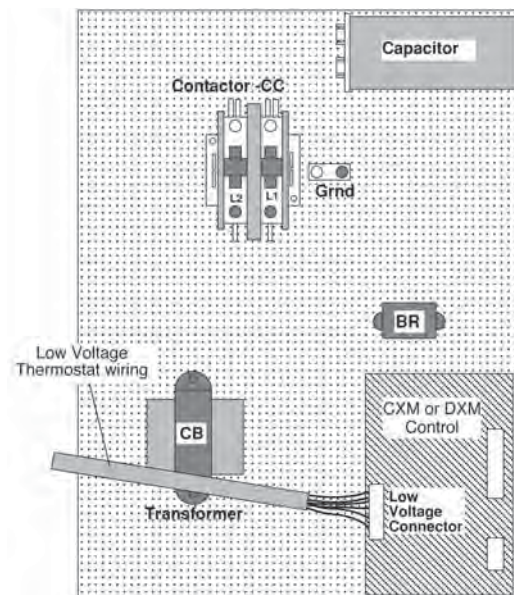 Capacitor
Contactor -CC
L2
L1
Grnd
BR
Low Voltage
Thermostat wiring
CB
CXM or DXM
Control
Low
Voltage
Connector
Transformer